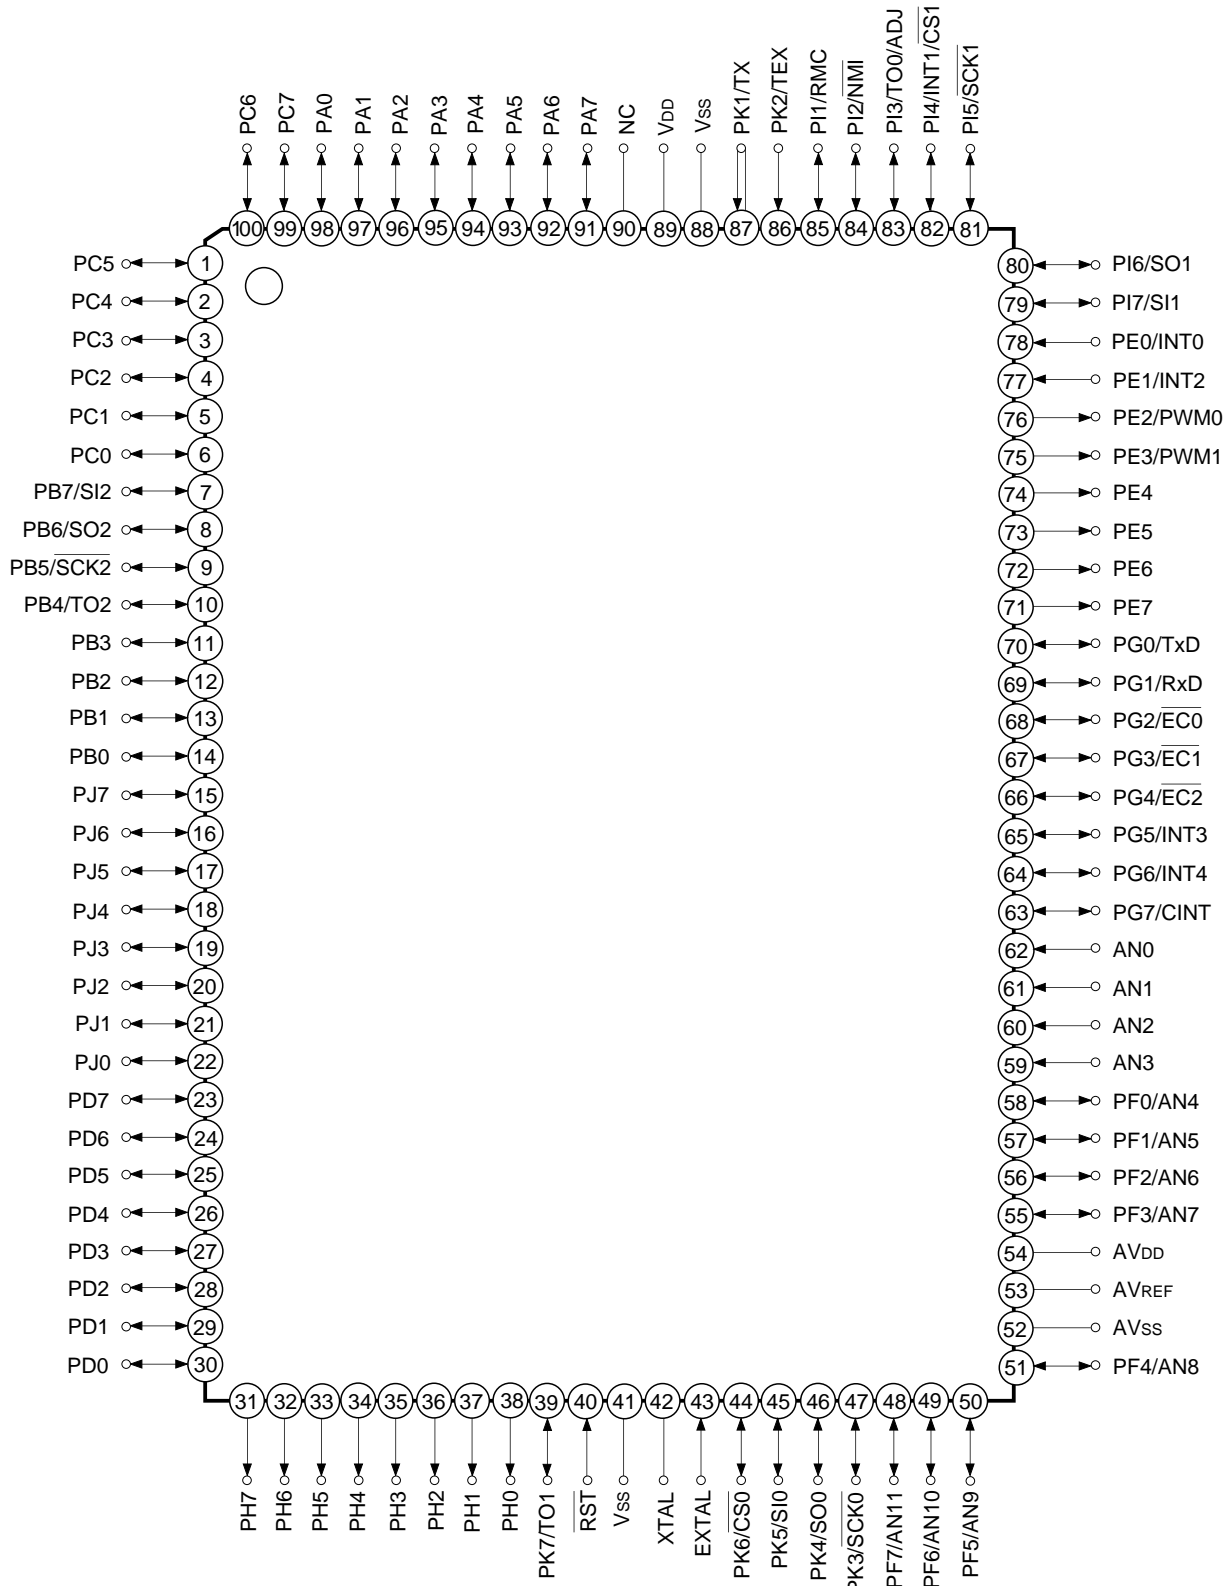 PC6
PC7
PA0
PA1
PA2
PA3
PA4
PA5
PA6
PA7
NC
VDD
VSS
PK1/TX
PK2/TEX
PI1/RMC
PI2/NMI
PI3/TO0/ADJ
PI4/INT1/CS1
PI5/SCK1
100 99 98 97 96 95 94 93 92 91 90 89 88 87 86 85 84 83 82 81
PC5 1
PC4 2
PC3 3
PC2 4
PC1 5
PC0 6
PB7/SI2 7
PB6/SO2 8
PB5/SCK2 9
PB4/TO2 10
PB3 11
PB2 12
PB1 13
PB0 14
PJ7 15
PJ6 16
PJ5 17
PJ4 18
PJ3 19
PJ2 20
PJ1 21
PJ0 22
PD7 23
PD6 24
PD5 25
PD4 26
PD3 27
PD2 28
PD1 29
PD0 30
80 PI6/SO1
79 PI7/SI1
78 PE0/INT0
77 PE1/INT2
76 PE2/PWM0
75 PE3/PWM1
74 PE4
73 PE5
72 PE6
71 PE7
70 PG0/TxD
69 PG1/RxD
68 PG2/EC0
67 PG3/EC1
66 PG4/EC2
65 PG5/INT3
64 PG6/INT4
63 PG7/CINT
62 AN0
61 AN1
60 AN2
59 AN3
58 PF0/AN4
57 PF1/AN5
56 PF2/AN6
55 PF3/AN7
54 AVDD
53 AVREF
52 AVSS
51 PF4/AN8
31 32 33 34 35 36 37 38 39 40 41 42 43 44 45 46 47 48 49 50
PH7
PH6
PH5
PH4
PH3
PH2
PH1
PH0
PK7/TO1
RST
VSS
XTAL
EXTAL
PK6/CS0
PK5/SI0
PK4/SO0
PK3/SCK0
PF7/AN11
PF6/AN10
PF5/AN9